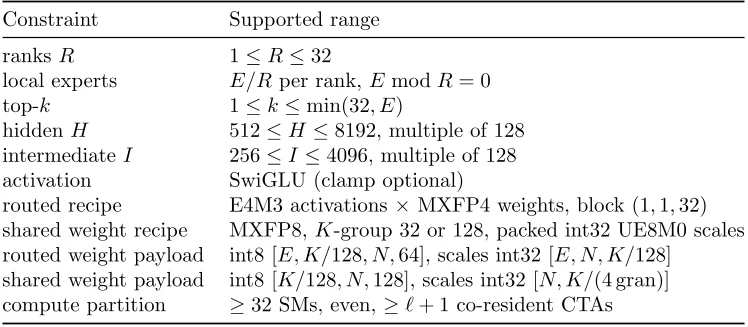 Constraint Supported range
ranks R 1 ≤ R ≤ 32
local experts E/R per rank, E mod R = 0
top-k 1 ≤ k ≤ min(32, E)
hidden H 512 ≤ H ≤ 8192, multiple of 128
intermediate I 256 ≤ I ≤ 4096, multiple of 128
activation SwiGLU (clamp optional)
routed recipe E4M3 activations × MXFP4 weights, block (1, 1, 32)
shared weight recipe MXFP8, K-group 32 or 128, packed int32 UE8M0 scales
routed weight payload int8 [E, K/128, N, 64], scales int32 [E, N, K/128]
shared weight payload int8 [K/128, N, 128], scales int32 [N, K/(4 gran)]
compute partition ≥ 32 SMs, even, ≥ ℓ + 1 co-resident CTAs